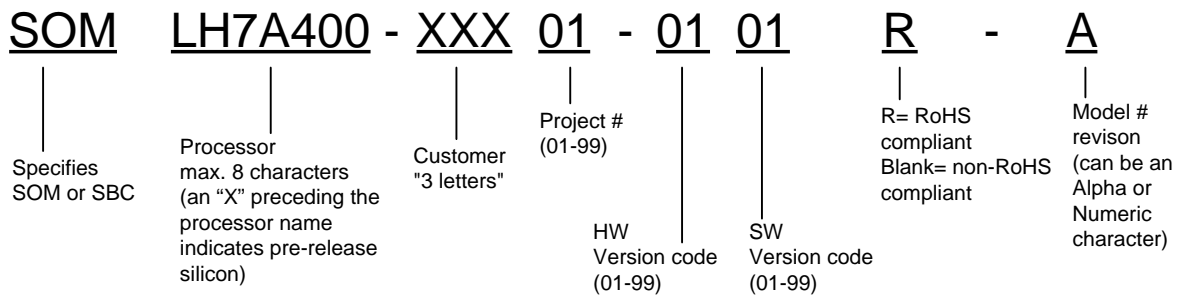 SOM LH7A400 - XXX 01 - 01 01 R - A
Specifies
SOM or SBC
Processor
max. 8 characters
(an “X” preceding the
processor name
indicates pre-release
silicon)
Customer
"3 letters"
Project #
(01-99)
HW
Version code
(01-99)
SW
Version code
(01-99)
R= RoHS
compliant
Blank= non-RoHS
compliant
Model #
revison
(can be an
Alpha or
Numeric
character)